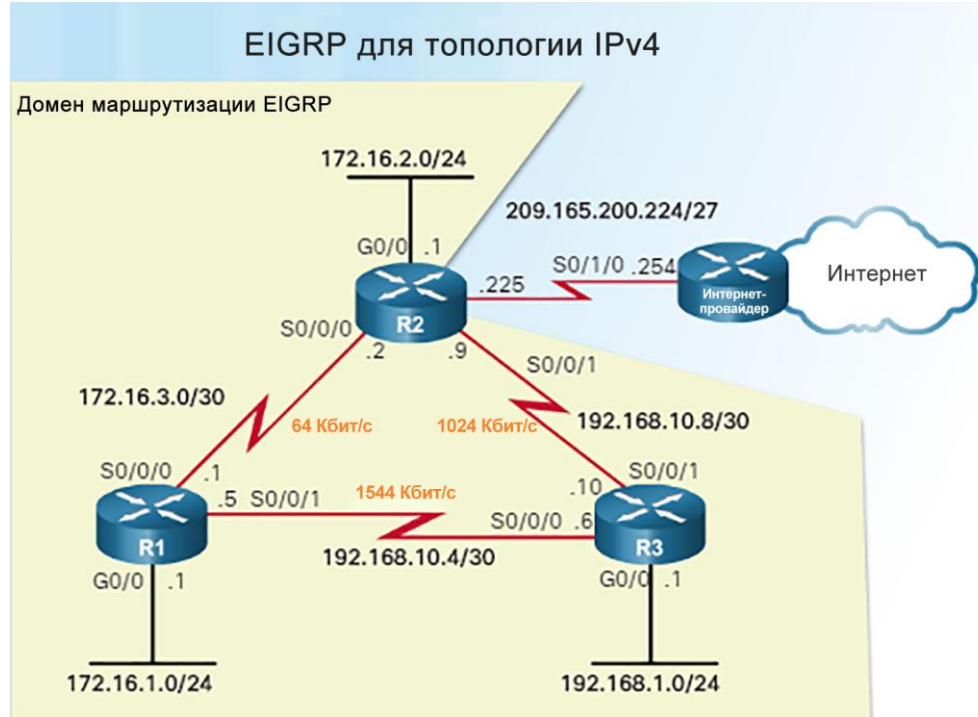 EIGRP для топологии IPv4
Домен маршрутизации EIGRP
172.16.2.0/24
209.165.200.224/27
G0/0 .1
S0/1/0 .254
.225
Интернет-
провайдер
Интернет
S0/0/0
R2
.2
.9
S0/0/1
172.16.3.0/30
64 Кбит/с
1024 Кбит/с
192.168.10.8/30
S0/0/0 .1
S0/0/1
.10
.5 S0/0/1
1544 Кбит/с
S0/0/0 .6
R1
R3
192.168.10.4/30
G0/0 .1
G0/0 .1
172.16.1.0/24
192.168.1.0/24